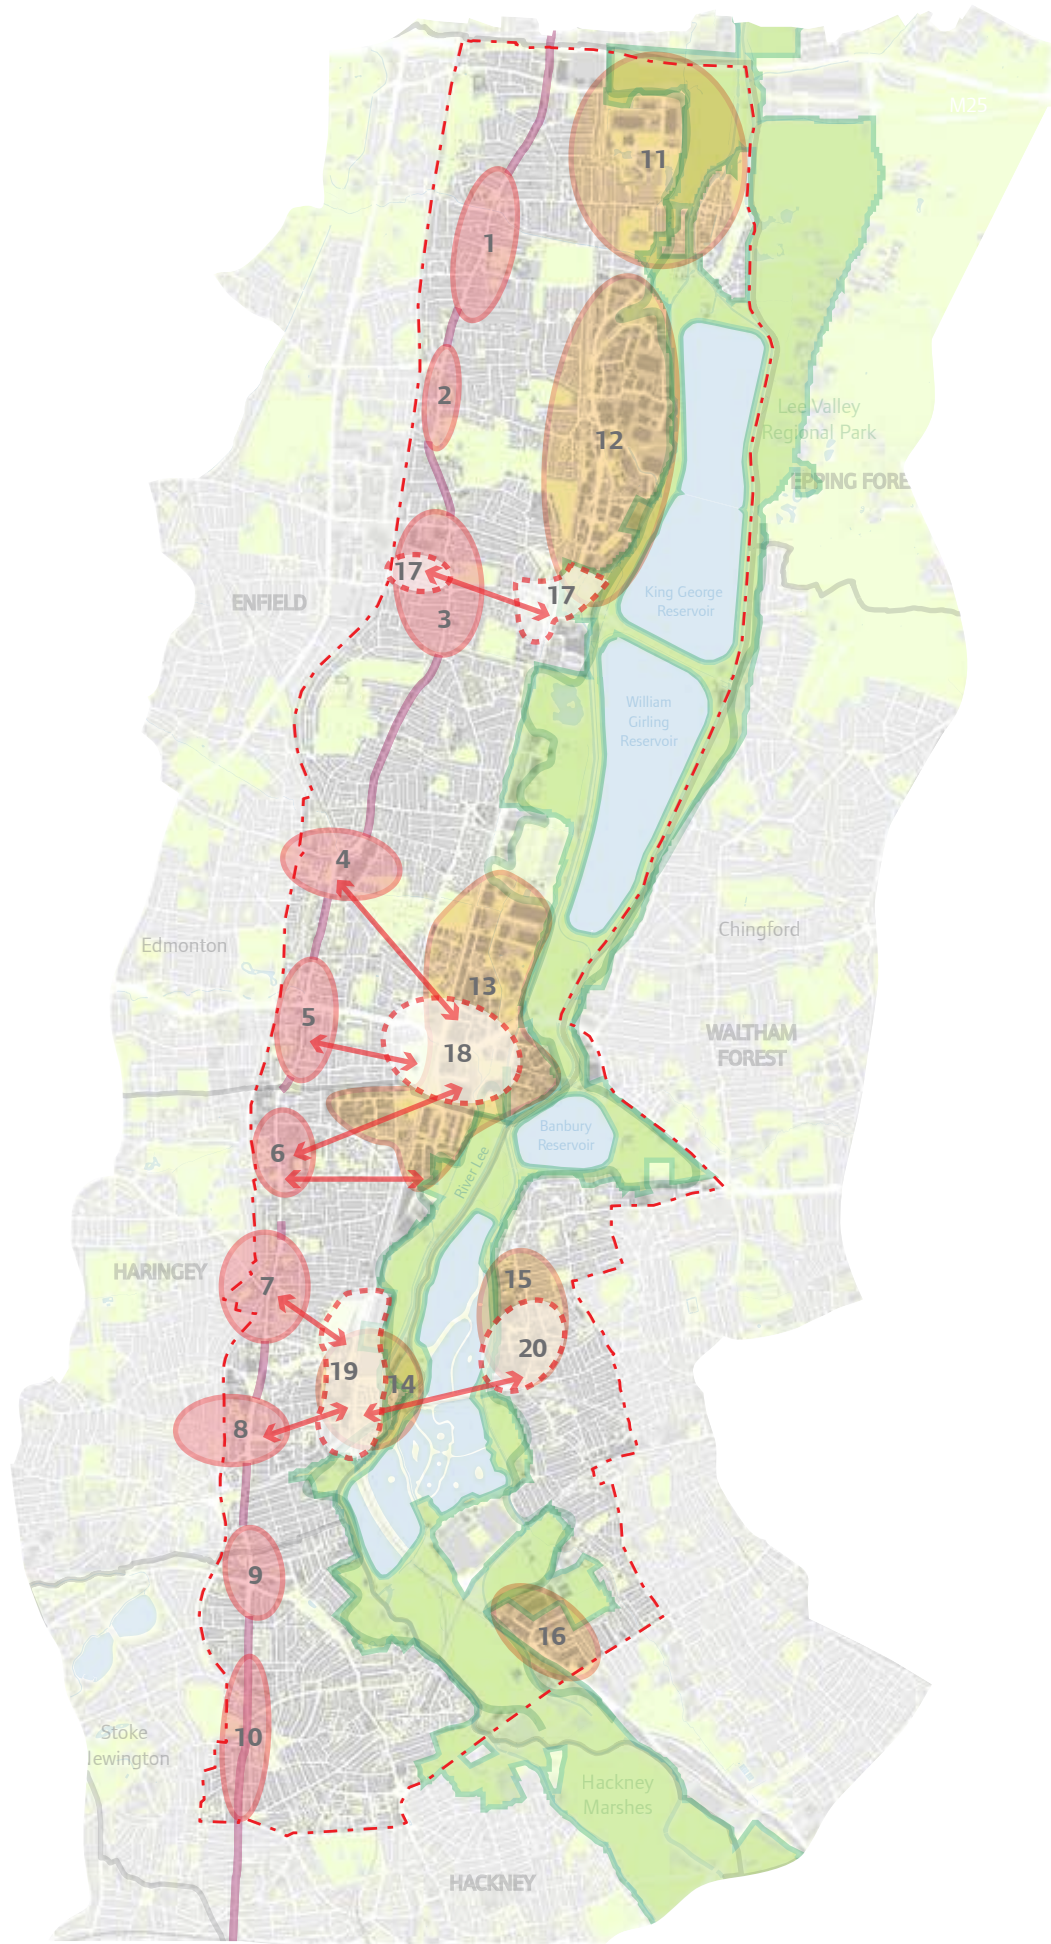 M25
11
1
2
Lee Valley
Regional Park
EPPING FORE
12
17
17
King George
Reservoir
ENFIELD
3
William
Girling
Reservoir
4
Chingford
Edmonton
13
5
WALTHAM
FOREST
18
Banbury
Reservoir
6
River Lee
HARINGEY
7
15
20
19
14
8
9
16
Stoke
Newington
10
Hackney
Marshes
HACKNEY